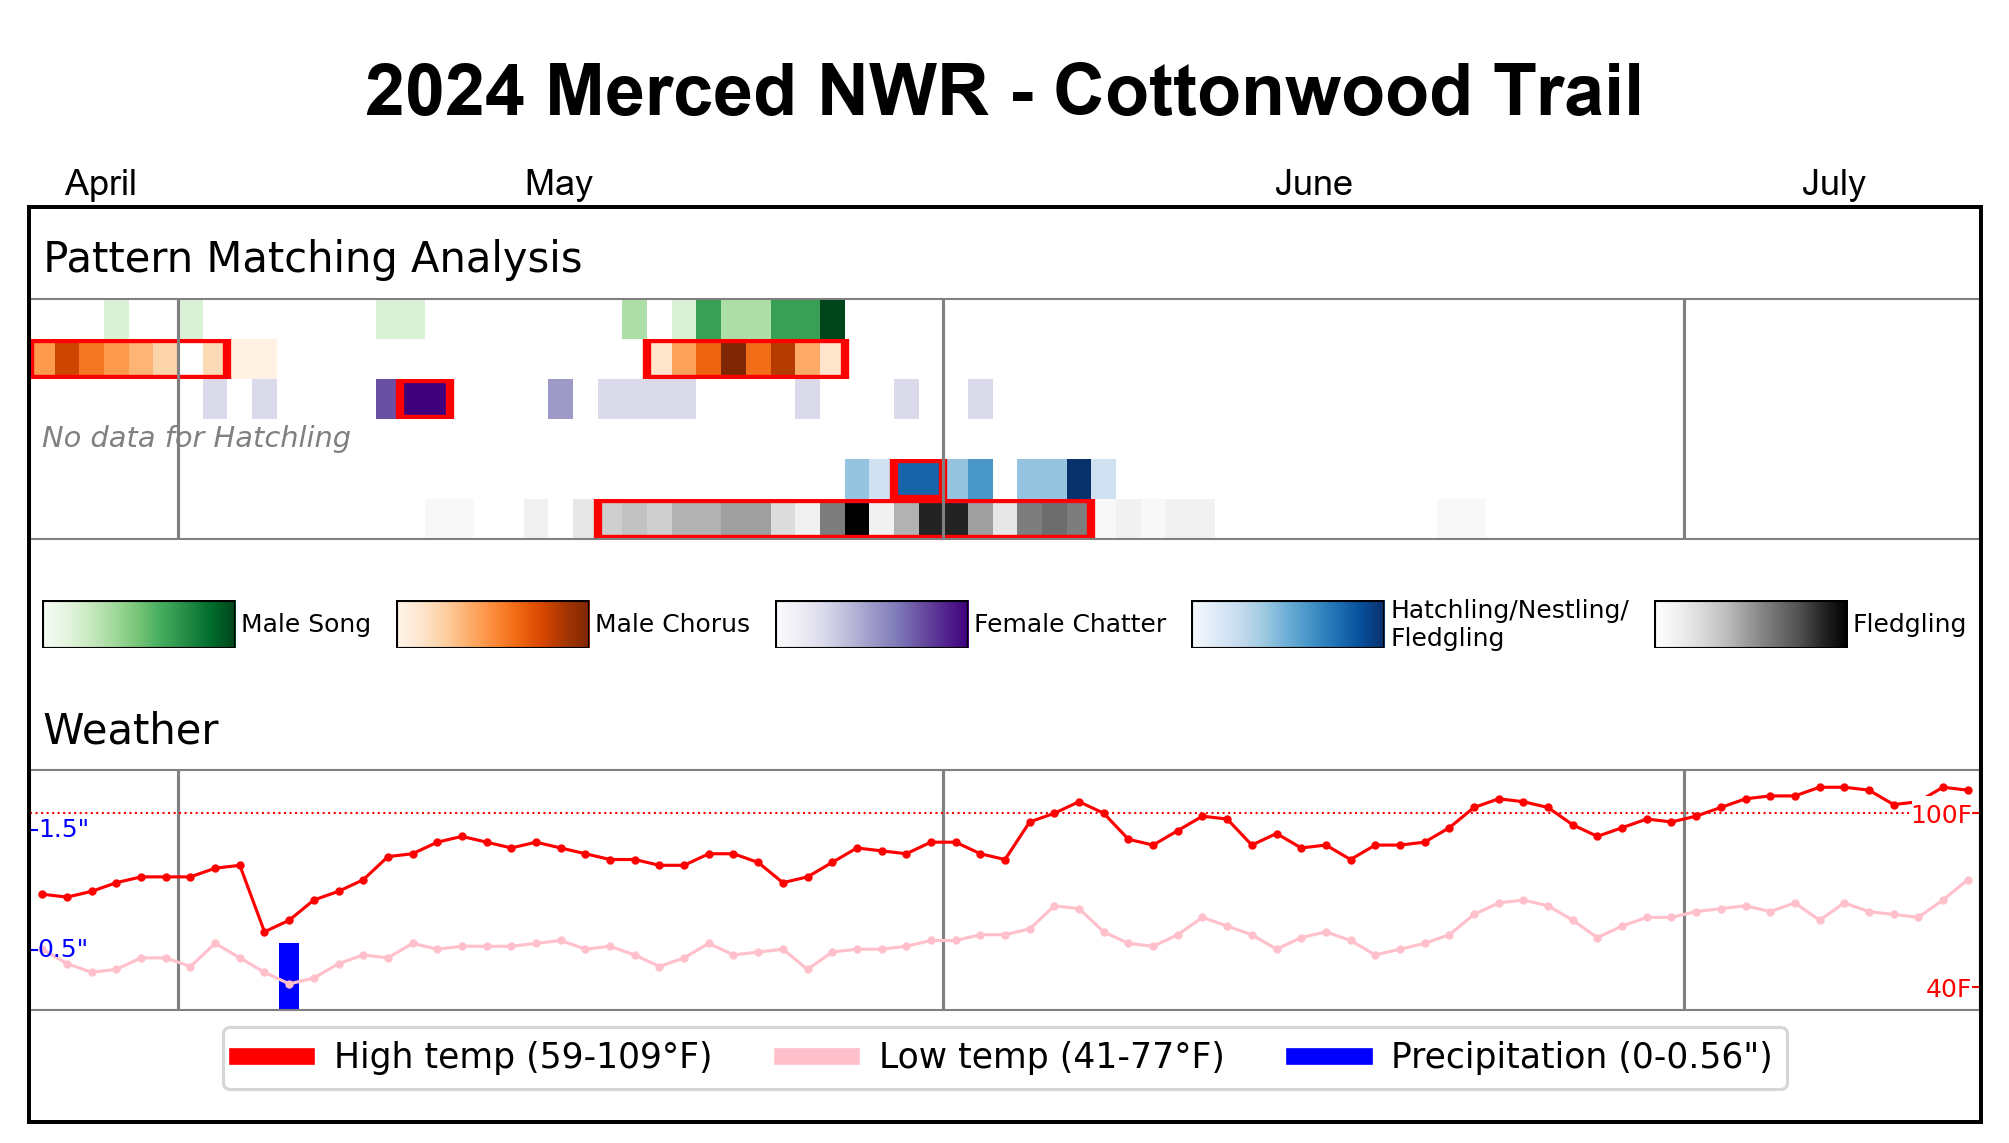 2024 Merced NWR - Cottonwood Trail
April May June July
Pattern Matching Analysis
No data for Hatchling
Male Song Male Chorus Female Chatter Hatchling/Nestling/
Fledgling Fledgling
Weather
1.5"
100F
0.5"
40F
High temp (59-109°F) Low temp (41-77°F) Precipitation (0-0.56")